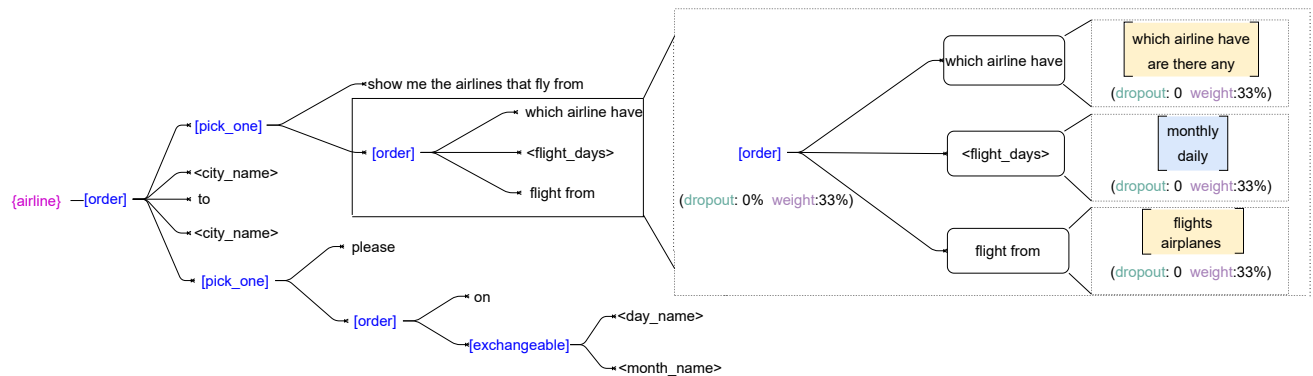 {airline}
[order]
[pick_one]
show me the airlines that fly from
[order]
which airline have
<flight_days>
flight from
<city_name>
to
<city_name>
[pick_one]
please
[order]
on
[exchangeable]
<day_name>
<month_name>
[order]
(dropout: 0% weight:33%)
which airline have
which airline have
are there any
(dropout: 0 weight:33%)
<flight_days>
monthly
daily
(dropout: 0 weight:33%)
flight from
flights
airplanes
(dropout: 0 weight:33%)